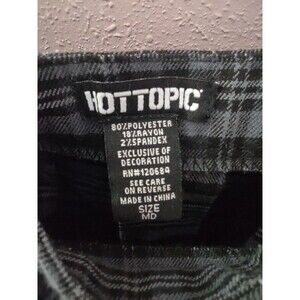 HOTTOPIC
80%POLYESTER
18%RAYON
2%SPANDEX
EXCLUSIVE OF
DECORATION
RN#120684
SEE CARE
ON REVERSE
MADE IN CHINA
SIZE
MD